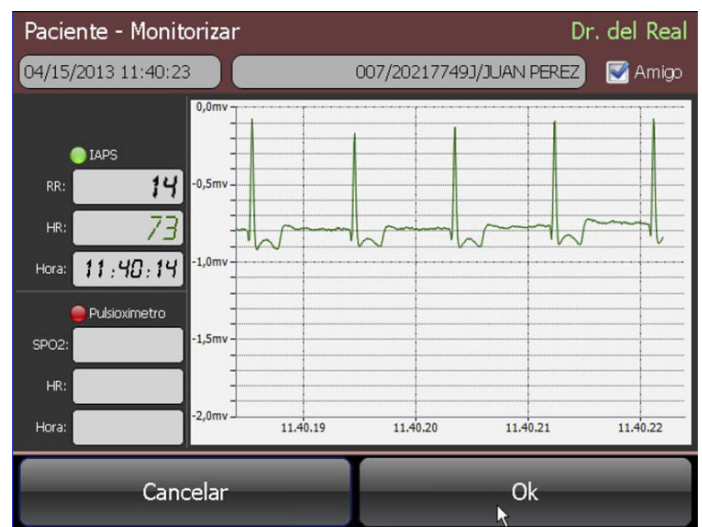 Paciente - Monitorizar
Dr. del Real
04/15/2013 11:40:23
007/20217749J/JUAN PEREZ
Amigo
IAPS
RR: 14
HR: 73
Hora: 11:40:14
Pulsioximetro
SPO2:
HR:
Hora:
0,0mv
-0,5mv
-1,0mv
-1,5mv
-2,0mv
11.40.19 11.40.20 11.40.21 11.40.22
Cancelar
Ok